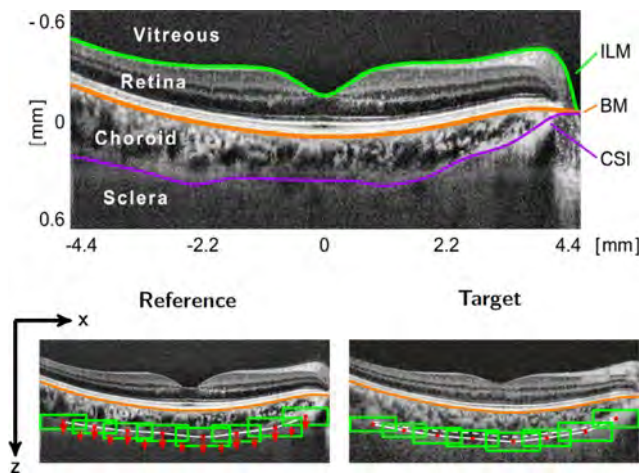 - 0.6
Vitreous
ILM
Retina
BM
[mm]
0
Choroid
CSI
Sclera
0.6
-4.4 -2.2 0 2.2 4.4 [mm]
Reference Target
x
z